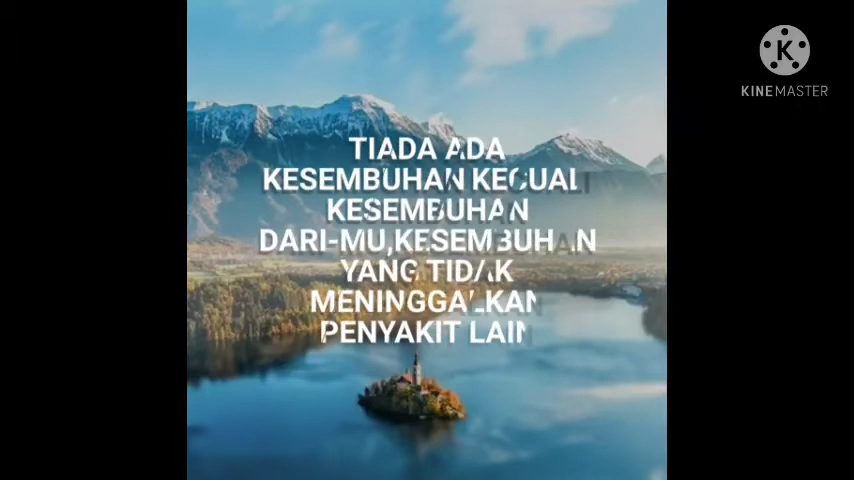 TIADA ADA
KESEMBUHAN KECUALI
KESEMBUHAN
DARI-MU,KESEMBUHAN
YANG TIDAK
MENINGGALKAN
PENYAKIT LAIN
KINEMASTER